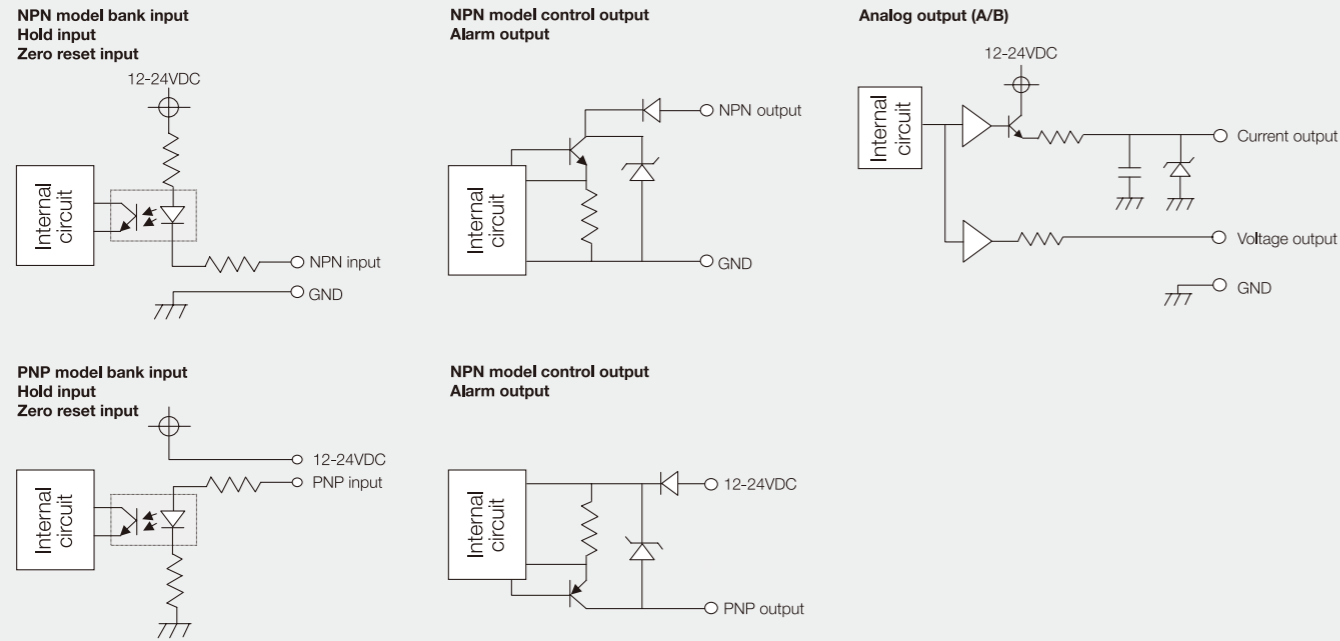 NPN model bank input
Hold input
Zero reset input
12-24VDC
Internal
circuit
NPN input
GND
NPN model control output
Alarm output
Internal
circuit
NPN output
GND
Analog output (A/B)
12-24VDC
Internal
circuit
Current output
Voltage output
GND
PNP model bank input
Hold input
Zero reset input
12-24VDC
PNP input
Internal
circuit
NPN model control output
Alarm output
Internal
circuit
12-24VDC
PNP output